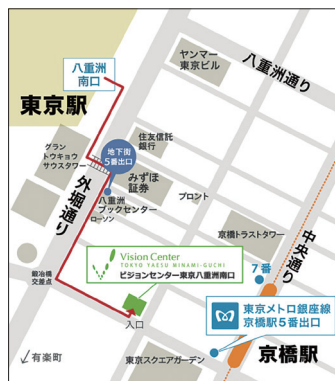 ヤンマー
東京ビル
八重洲通り
八重洲
南口
東京駅
グラン
トウキョウ
サウスタワー
地下街
5番出口
住友信託
銀行
みずほ
証券
八重洲
ブックセンター
ローソン
プロント
外堀通り
京橋トラストタワー
中央通り
Vision Center
TOKYO YAESU MINAMI-GUCHI
ビジョンセンター東京八重洲南口
7番
鍛冶橋
交差点
入口
東京メトロ銀座線
京橋駅5番出口
有楽町
東京スクエアガーデン
京橋駅